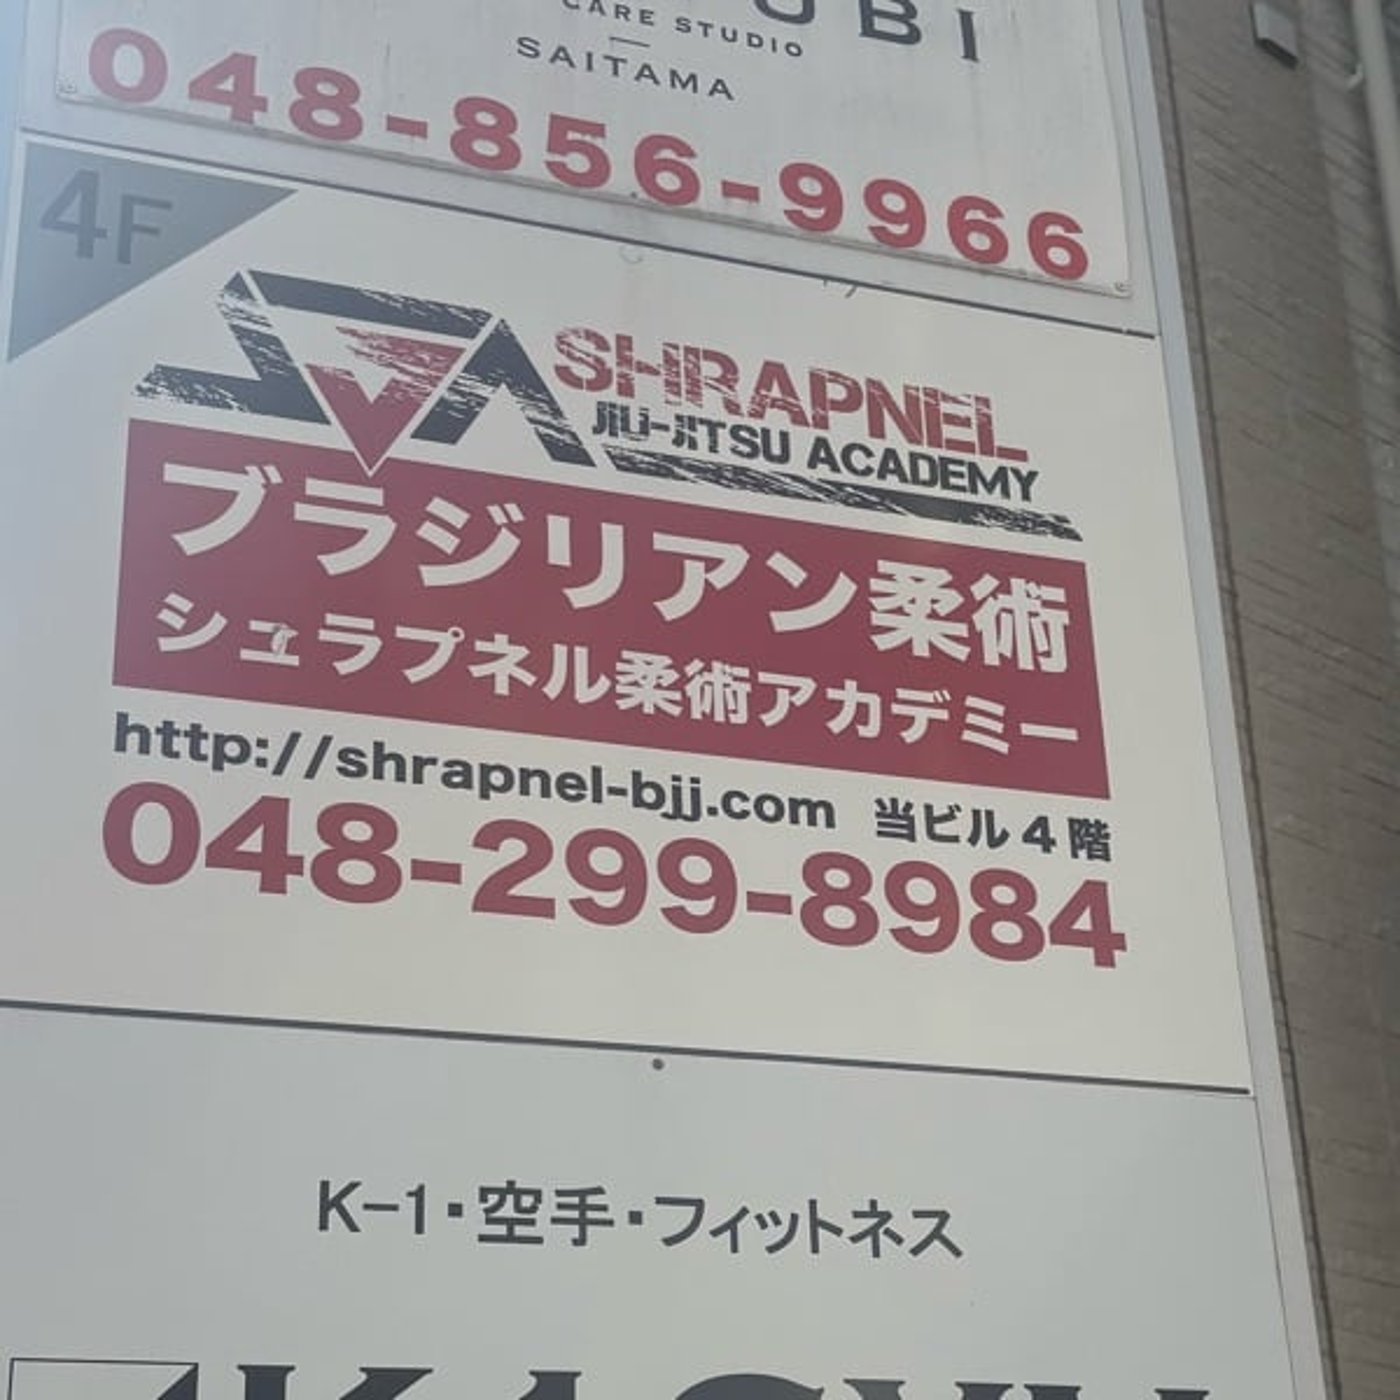 CARE STUDIO
SAITAMA
048-856-9966
4F
SHRAPNEL
JIU-JITSU ACADEMY
ブラジリアン柔術
シュラプネル柔術アカデミー
http://shrapnel-bjj.com 当ビル4階
048-299-8984
K-1・空手・フィットネス